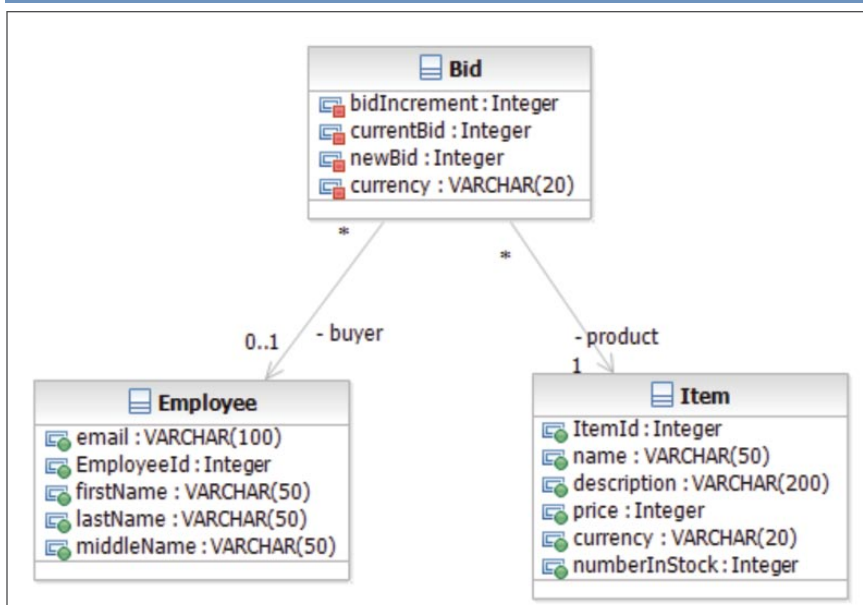 Bid
bidIncrement : Integer
currentBid : Integer
newBid : Integer
currency : VARCHAR(20)
*
*
0..1
- buyer
- product
1
Employee
email : VARCHAR(100)
EmployeeId : Integer
firstName : VARCHAR(50)
lastName : VARCHAR(50)
middleName : VARCHAR(50)
Item
ItemId : Integer
name : VARCHAR(50)
description : VARCHAR(200)
price : Integer
currency : VARCHAR(20)
numberInStock : Integer